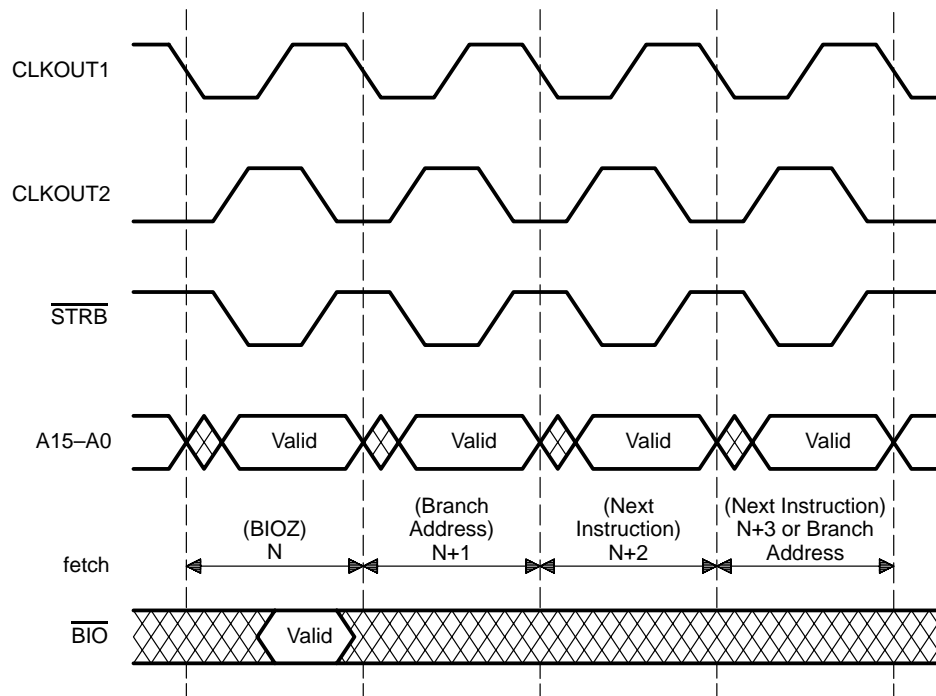 CLKOUT1
CLKOUT2
STRB
A15–A0
Valid
Valid
Valid
Valid
fetch
(BIOZ)
N
(Branch
Address)
N+1
(Next
Instruction)
N+2
(Next Instruction)
N+3 or Branch
Address
BIO
Valid